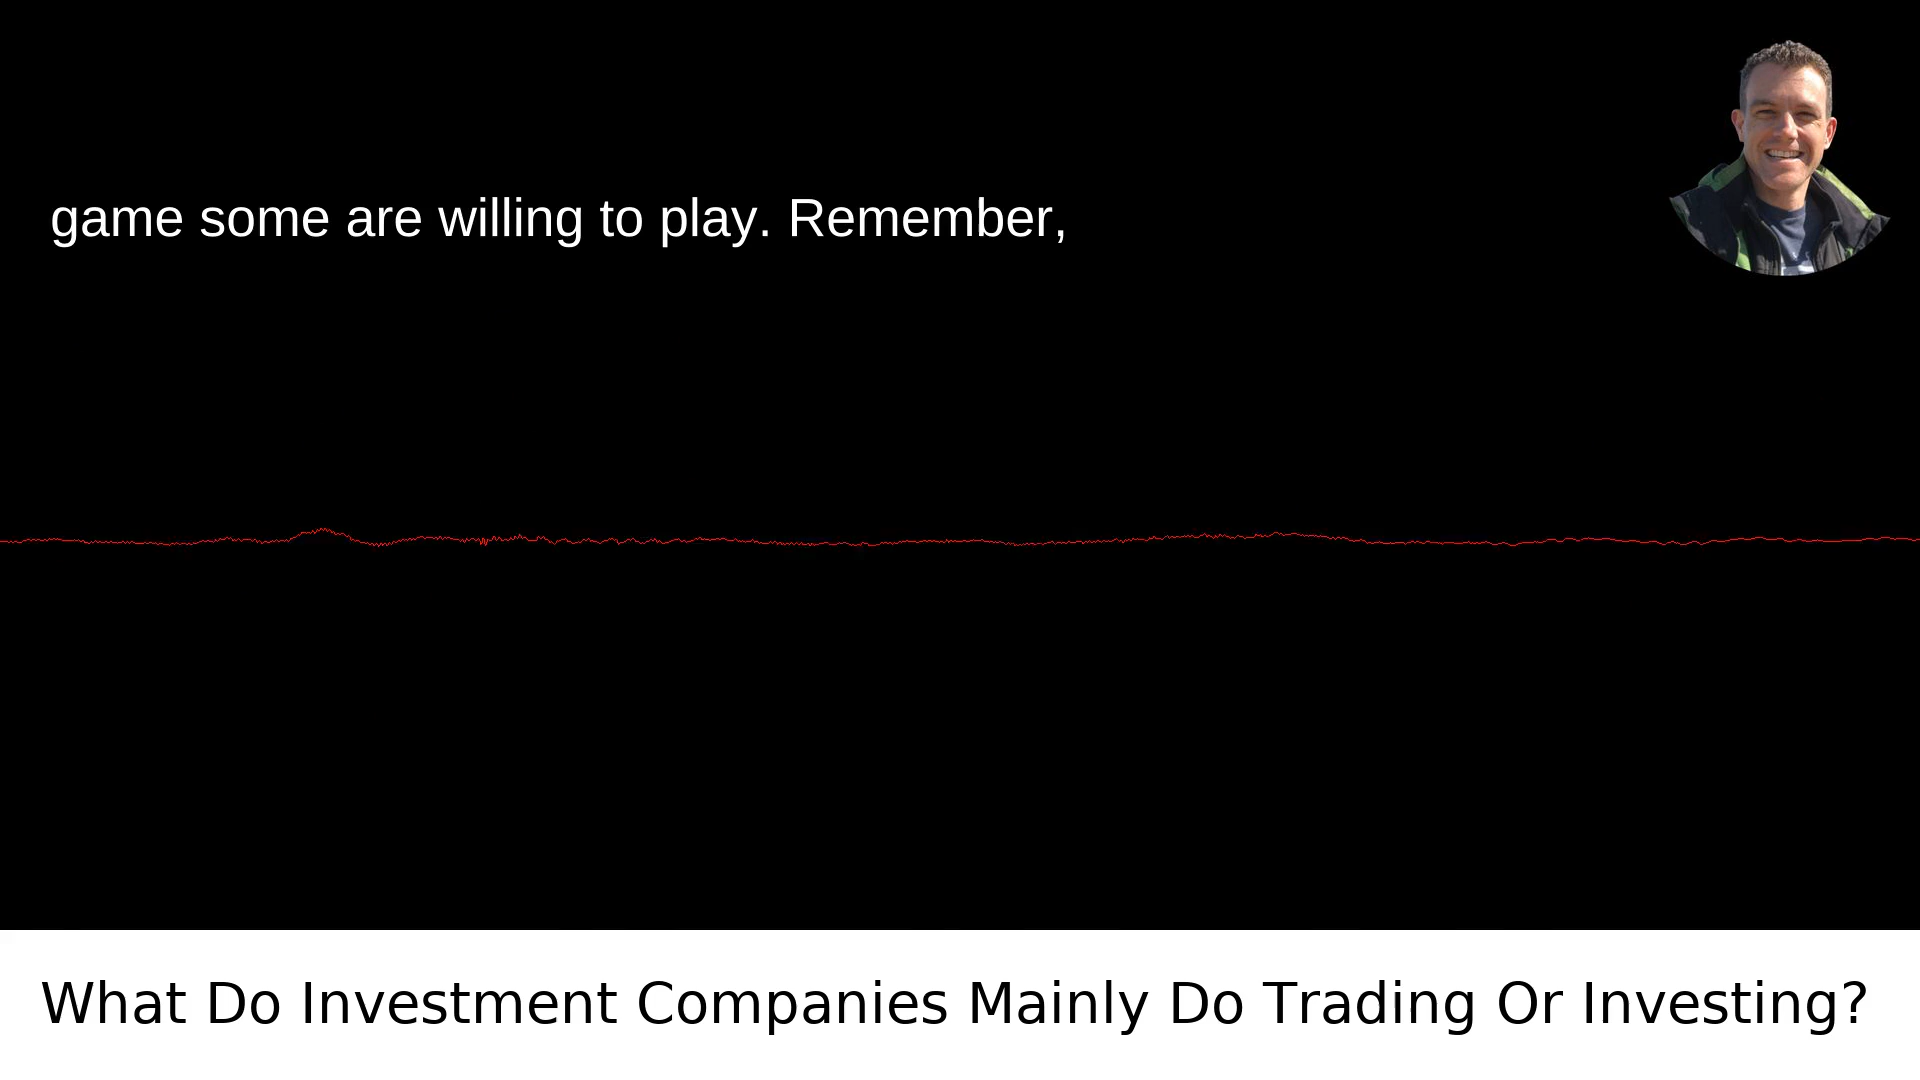 game some are willing to play. Remember,
What Do Investment Companies Mainly Do Trading Or Investing?